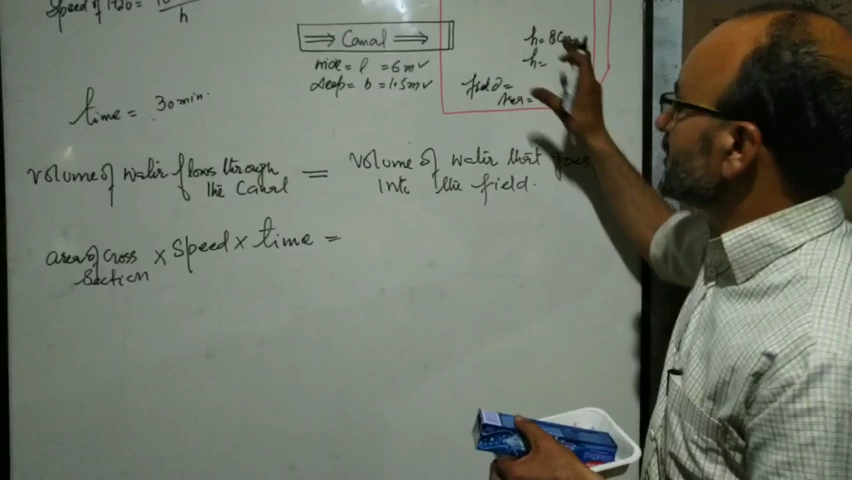 Speed of H2O =
h
⇒ Canal ⇒
wide = l = 6m ✓
deep = b = 1.5m ✓
h = 8cm
h =
field =
Area =
time = 30 min.
Volume of water flows through the Canal = Volume of water that goes Into the field.
area of cross section × Speed × time =